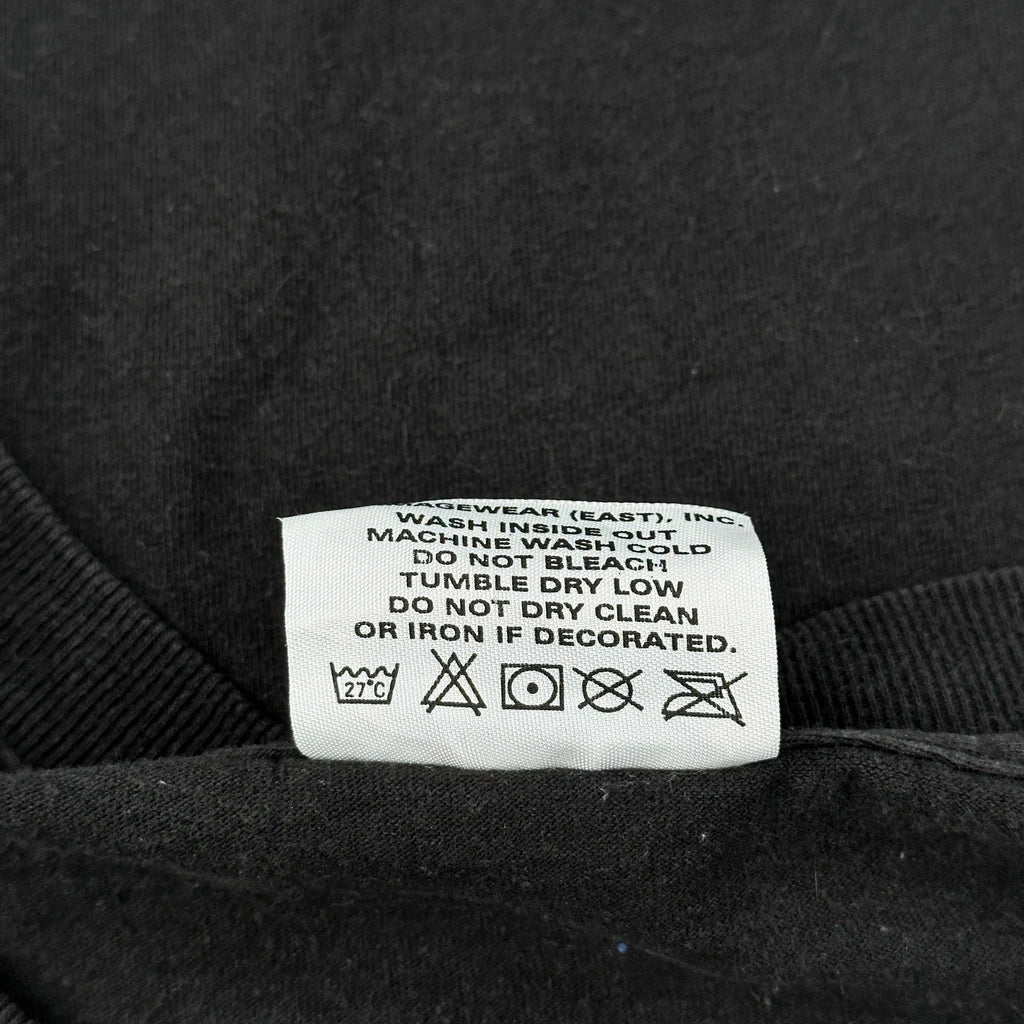 (EAST), INC.
WASH INSIDE OUT
MACHINE WASH COLD
DO NOT BLEACH
TUMBLE DRY LOW
DO NOT DRY CLEAN
OR IRON IF DECORATED.
27°C